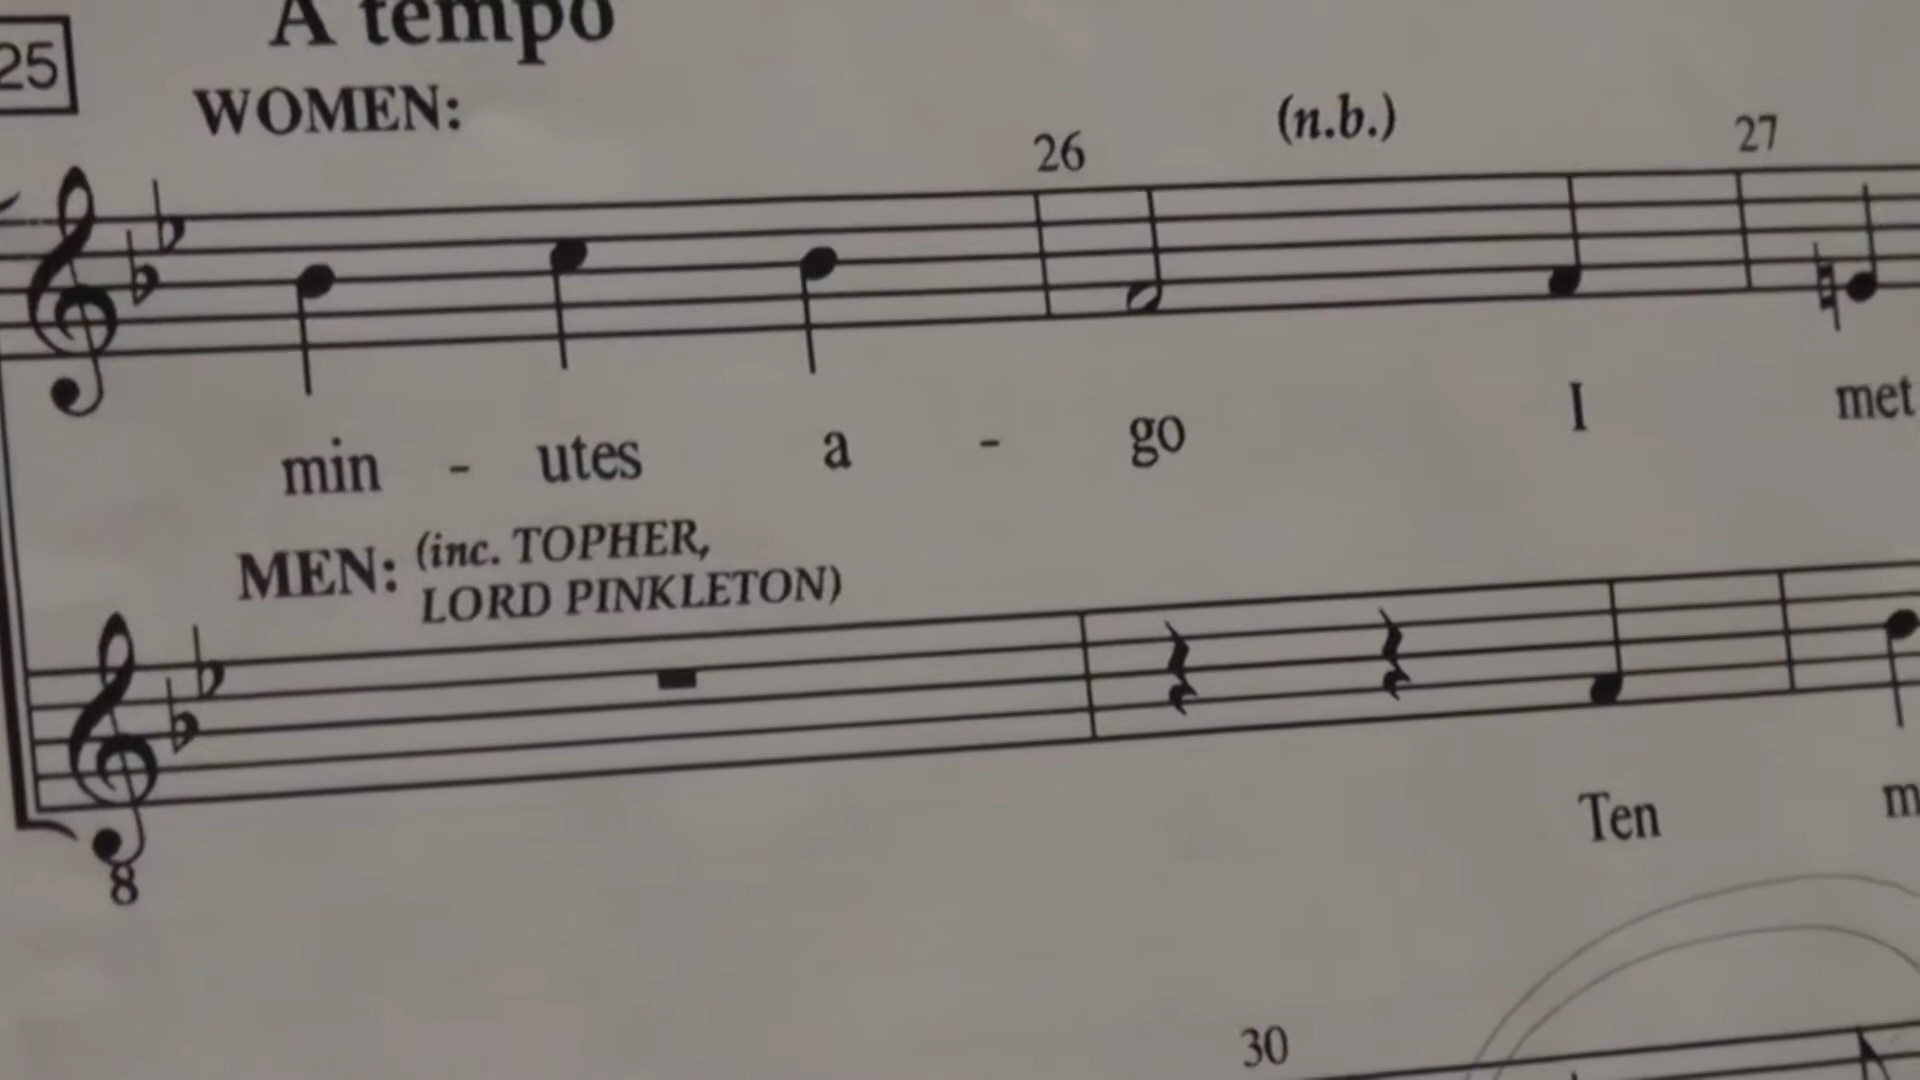 A tempo
25
WOMEN:
26 (n.b.) 27
min - utes a - go I met
MEN: (inc. TOPHER,
LORD PINKLETON)
8
Ten
30